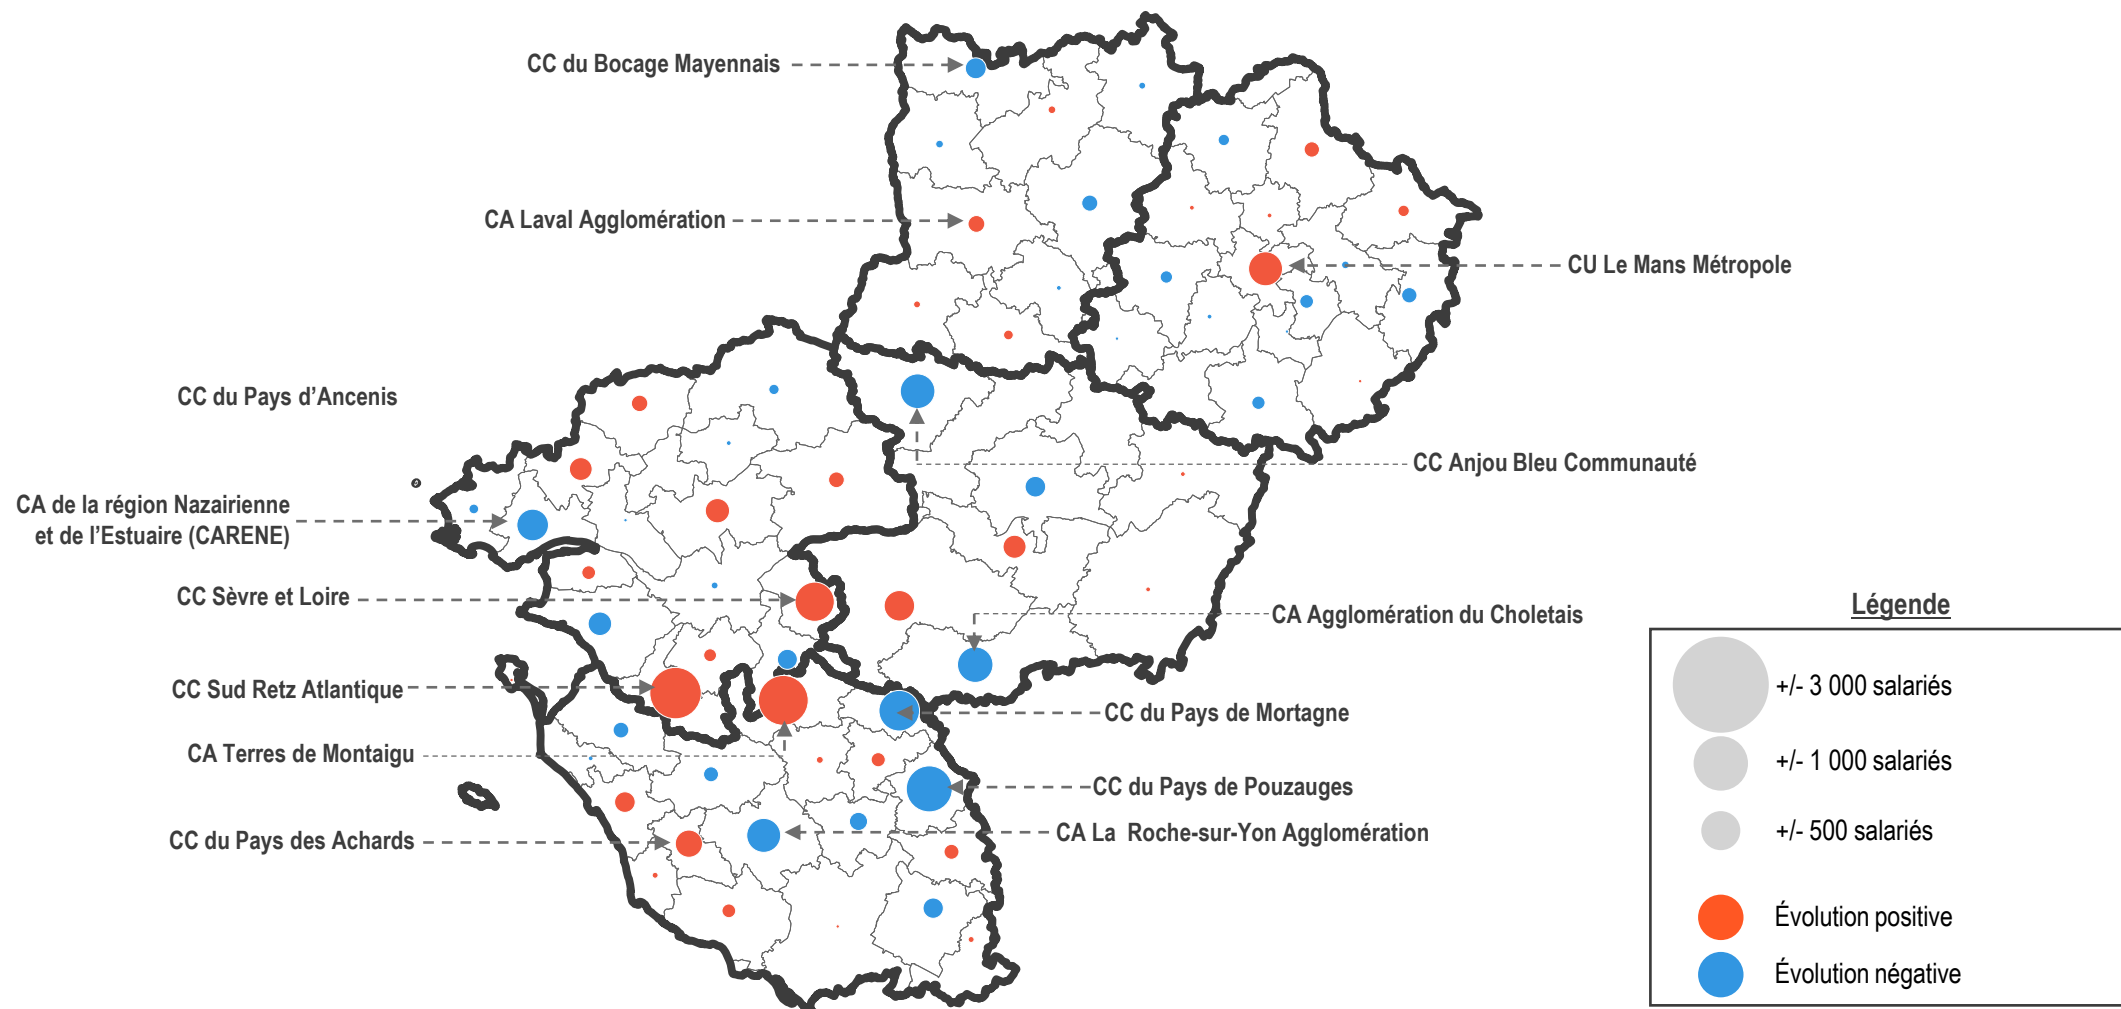 CC du Bocage Mayennais
CA Laval Agglomération
CU Le Mans Métropole
CC du Pays d’Ancenis
CC Anjou Bleu Communauté
CA de la région Nazairienne
et de l’Estuaire (CARENE)
CC Sèvre et Loire
CA Agglomération du Choletais
CC Sud Retz Atlantique
CC du Pays de Mortagne
CA Terres de Montaigu
CC du Pays de Pouzauges
CA La  Roche-sur-Yon Agglomération
CC du Pays des Achards
Légende
+/- 3 000 salariés
+/- 1 000 salariés
+/- 500 salariés
Évolution positive
Évolution négative